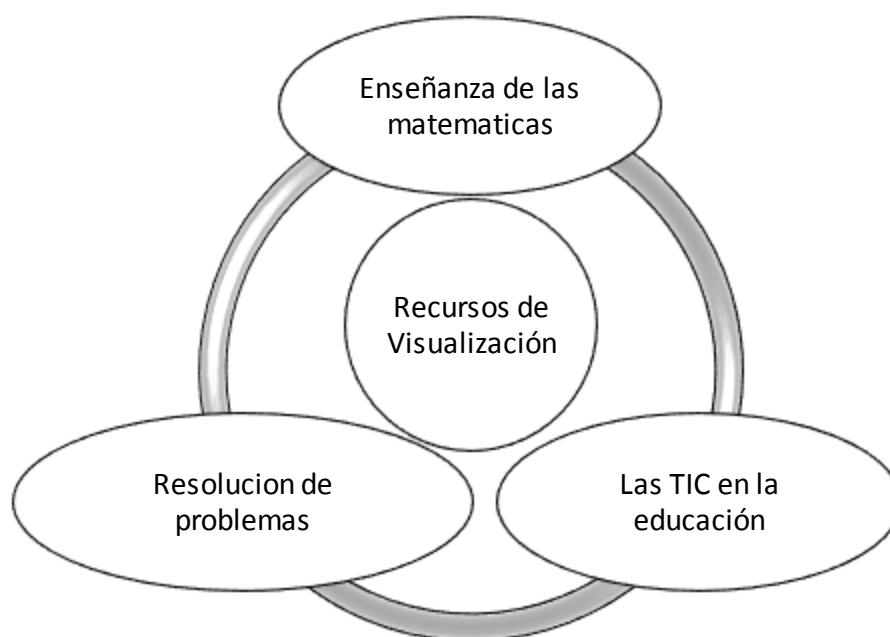 Enseñanza de las
matematicas
Recursos de
Visualización
Resolucion de
problemas
Las TIC en la
educación